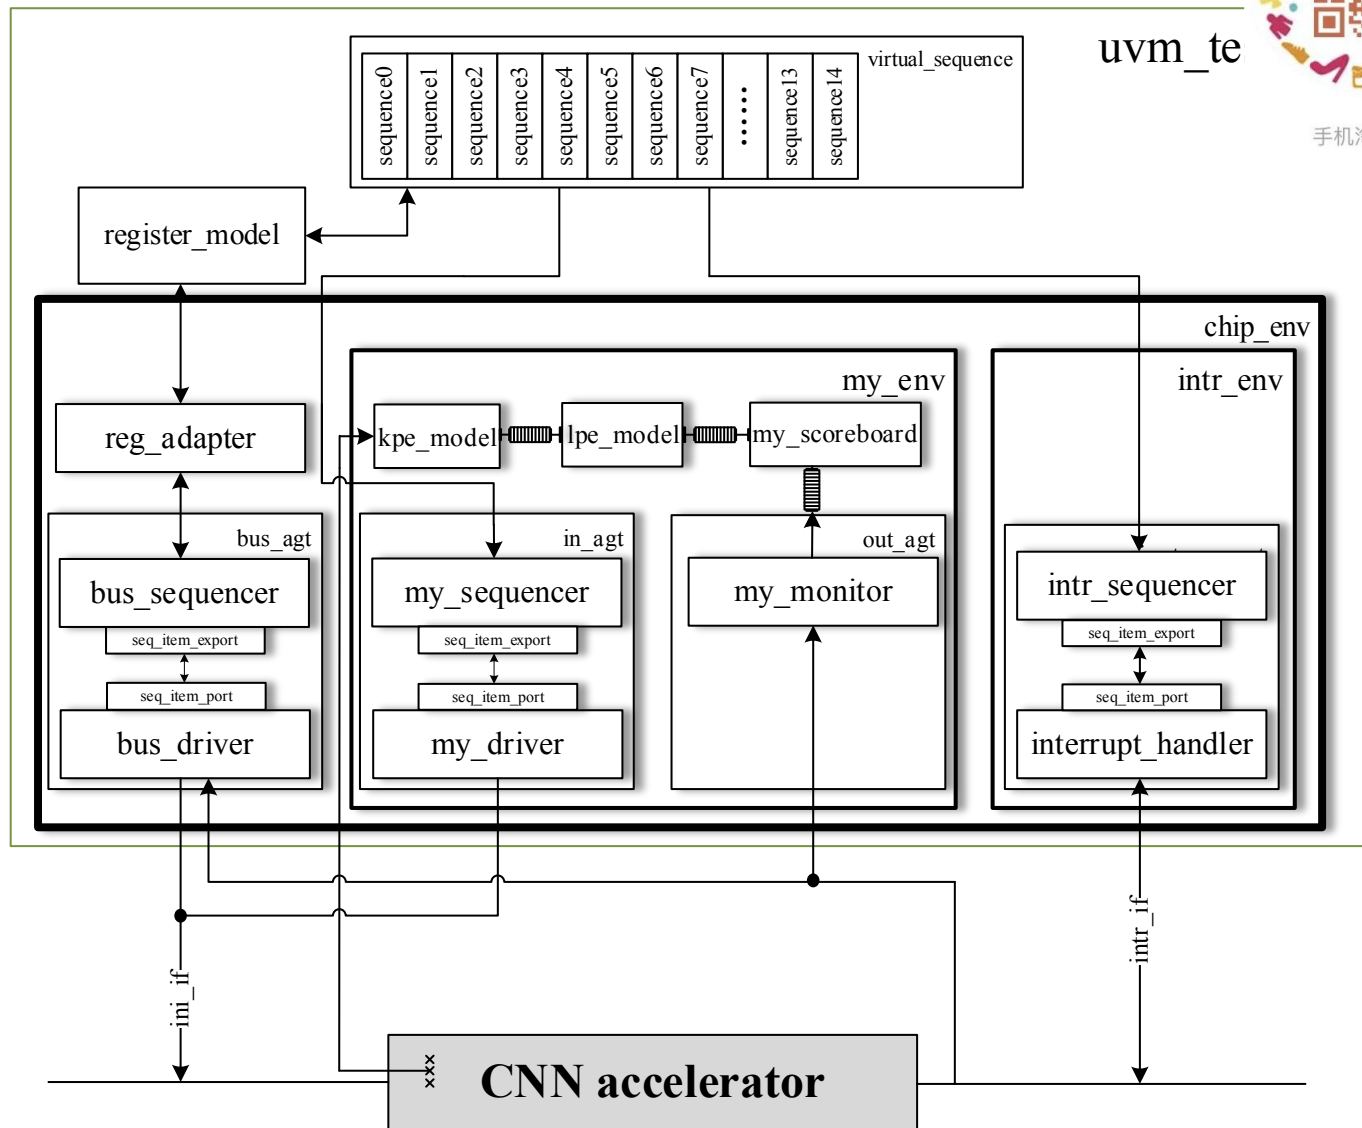 uvm_te
virtual_sequence
sequence0
sequence1
sequence2
sequence3
sequence4
sequence5
sequence6
sequence7
......
sequence13
sequence14
手机
register_model
chip_env
my_env
intr_env
reg_adapter
kpe_model
lpe_model
my_scoreboard
bus_agt
in_agt
out_agt
bus_sequencer
my_sequencer
my_monitor
intr_sequencer
seq_item_export
seq_item_export
seq_item_export
seq_item_port
seq_item_port
seq_item_port
bus_driver
my_driver
interrupt_handler
ini_if
intr_if
CNN accelerator